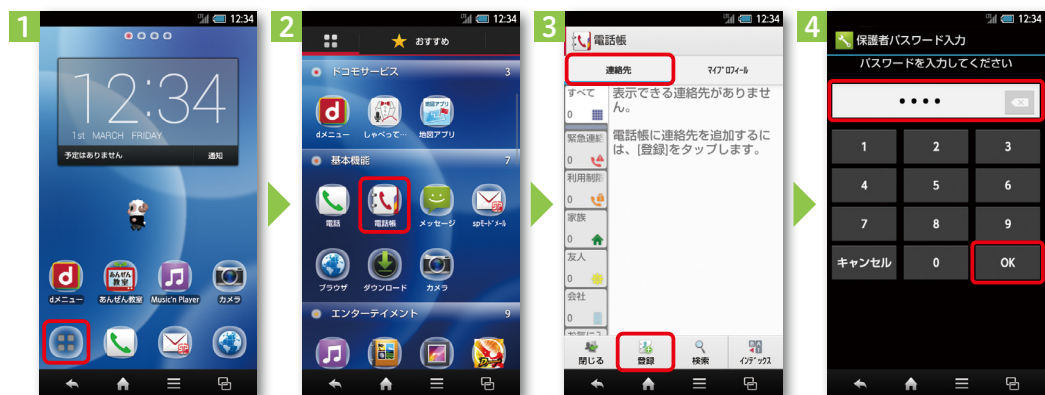 1
12:34
12:34
1st MARCH FRIDAY
予定はありません 通知
dメニュー あんぜん教室 Music'n Player カメラ
2
12:34
おすすめ
ドコモサービス 3
dメニュー しゃべって… 地図アプリ
基本機能 7
電話 電話帳 メッセージ spモードメール
ブラウザ ダウンロード カメラ
エンターテイメント 9
3
12:34
電話帳
連絡先 マイプロフィール
すべて
0
表示できる連絡先がありませ
ん。
電話帳に連絡先を追加するに
は、[登録]をタップします。
緊急連絡
0
利用制限
0
家族
0
友人
0
会社
0
閉じる 登録 検索 インデックス
4
12:34
保護者パスワード入力
パスワードを入力してください
••••
1 2 3
4 5 6
7 8 9
キャンセル 0 OK